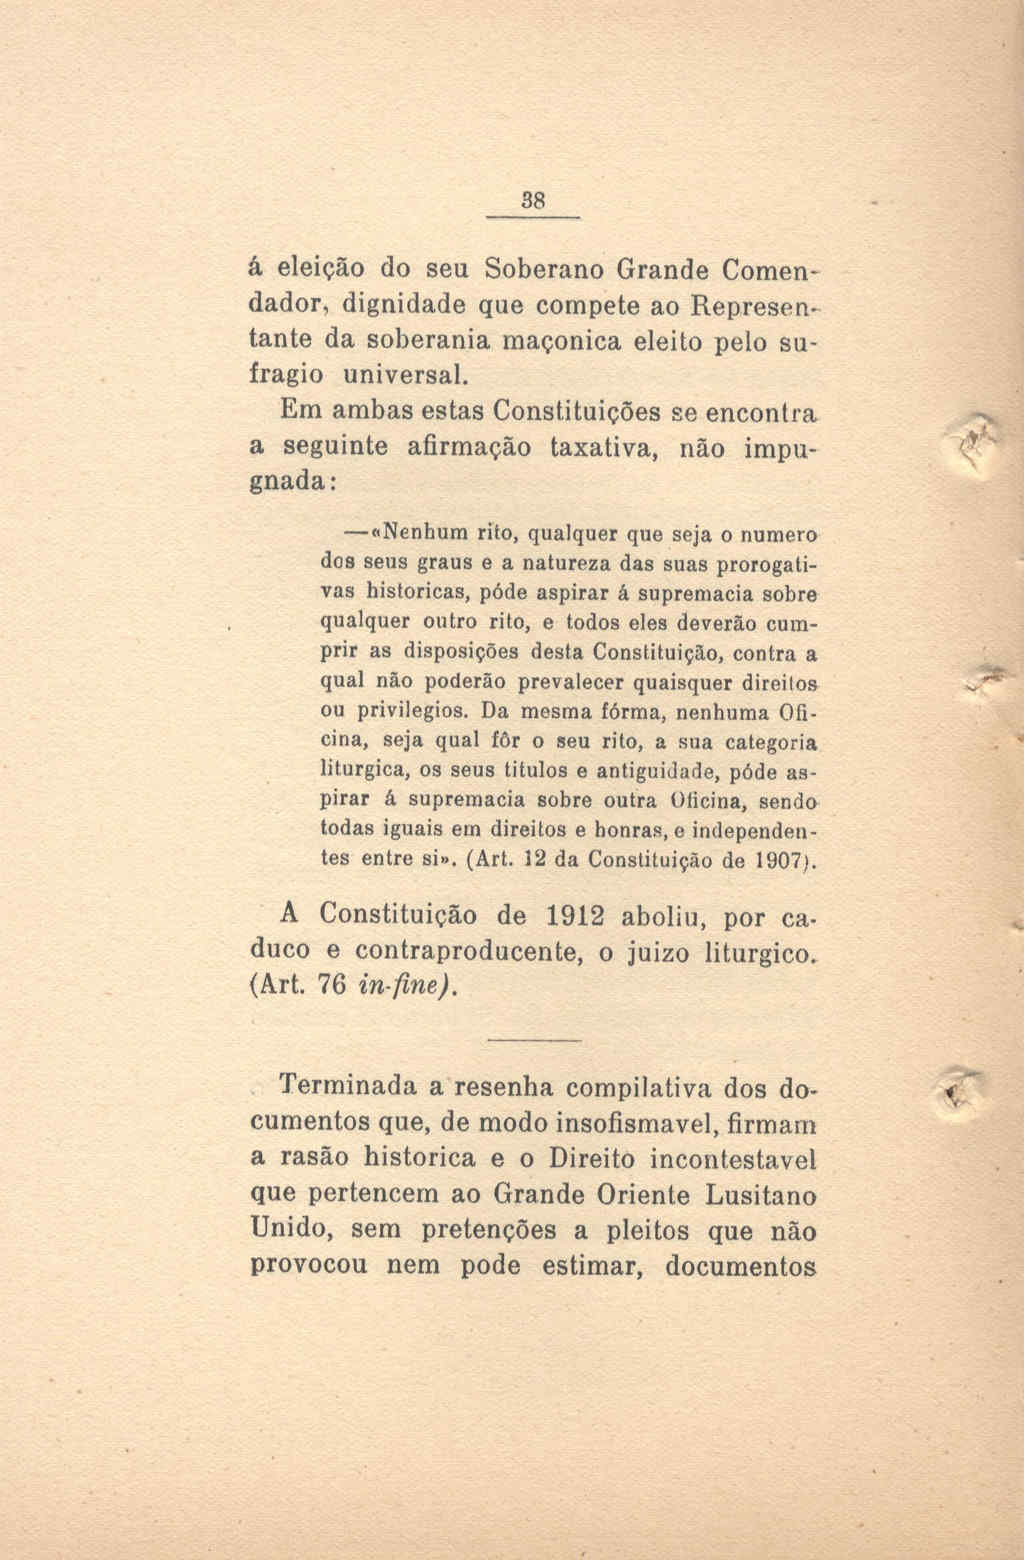 38
á eleição do seu Soberano Grande Comen-
dador, dignidade que compete ao Represen-
tante da soberania maçonica eleito pelo su-
fragio universal.
Em ambas estas Constituições se encontra
a seguinte afirmação taxativa, não impu-
gnada:
—«Nenhum rito, qualquer que seja o numero
dos seus graus e a natureza das suas prorogati-
vas historicas, póde aspirar á supremacia sobre
qualquer outro rito, e todos eles deverão cum-
prir as disposições desta Constituição, contra a
qual não poderão prevalecer quaisquer direitos
ou privilegios. Da mesma fórma, nenhuma Ofi-
cina, seja qual fôr o seu rito, a sua categoria
liturgica, os seus titulos e antiguidade, póde as-
pirar á supremacia sobre outra Oficina, sendo
todas iguais em direitos e honras, e independen-
tes entre si». (Art. 12 da Constituição de 1907).
A Constituição de 1912 aboliu, por ca-
duco e contraproducente, o juizo liturgico.
(Art. 76 in-fine).
Terminada a resenha compilativa dos do-
cumentos que, de modo insofismavel, firmam
a rasão historica e o Direito incontestavel
que pertencem ao Grande Oriente Lusitano
Unido, sem pretenções a pleitos que não
provocou nem pode estimar, documentos